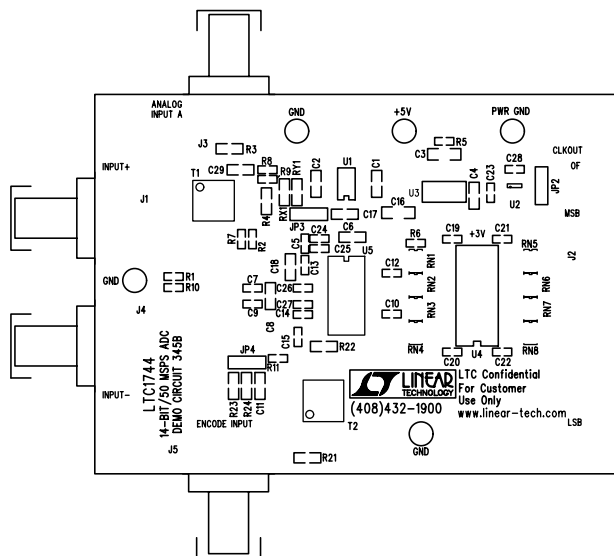 ANALOG
INPUT A
GND
+5V
PWR GND
J3
R3
R5
CLKOUT
C3
OF
INPUT+
C29
R8
R9
RY1
C2
U1
C1
C28
T1
U3
C4
C23
U2
JP2
J1
R4
RX1
JP3
C17
C16
MSB
R7
R2
C5
C24
C6
C25
U5
R6
C19
+3V
C21
RN5
J2
C18
C13
C12
RN1
GND
R1
R10
C7
C26
RN2
RN6
J4
C9
C27
C14
C10
RN3
RN7
C8
C15
R22
RN4
C20
U4
C22
RN8
JP4
R11
LTC1744
14-BIT/50 MSPS ADC
DEMO CIRCUIT 345B
INPUT-
R23
R24
C11
LINEAR
TECHNOLOGY
LTC Confidential
For Customer
Use Only
(408)432-1900
www.linear-tech.com
ENCODE INPUT
T2
LSB
J5
GND
R21